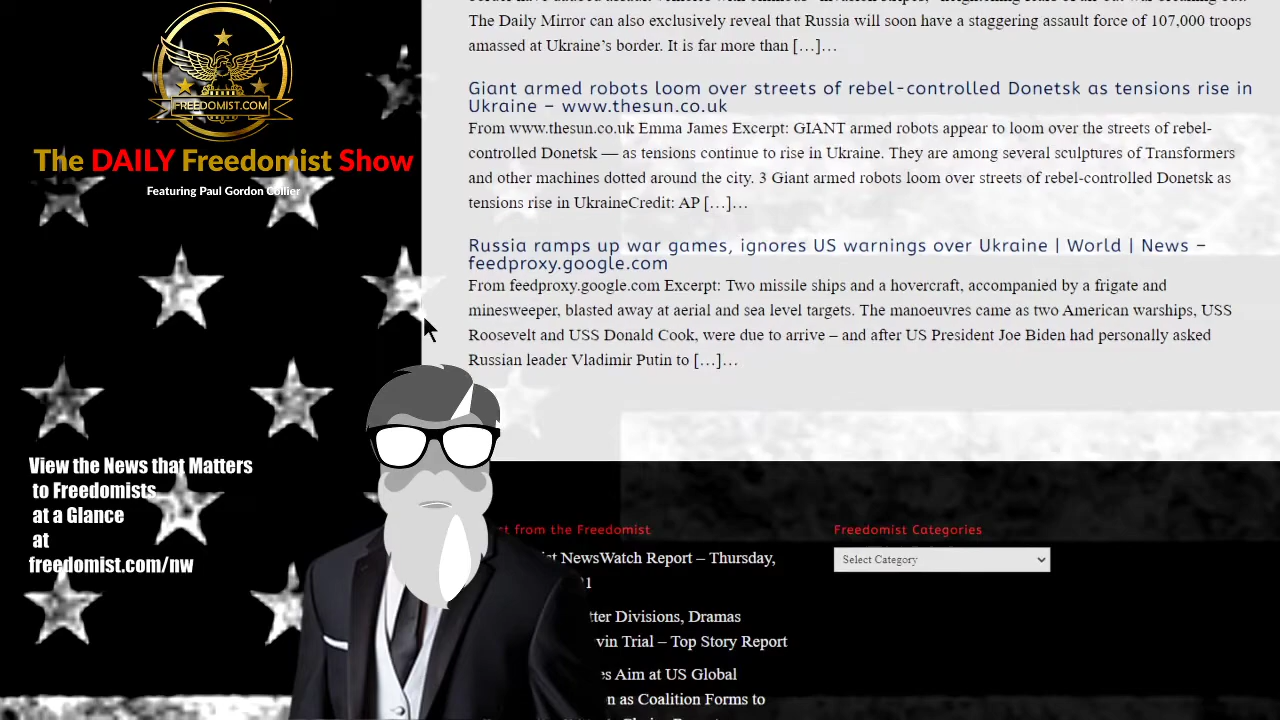 FREEDOMIST.COM
The DAILY Freedomist Show
Featuring Paul Gordon Collier
View the News that Matters
to Freedomists
at a Glance
at
freedomist.com/nw
The Daily Mirror can also exclusively reveal that Russia will soon have a staggering assault force of 107,000 troops
amassed at Ukraine’s border. It is far more than […]…
Giant armed robots loom over streets of rebel-controlled Donetsk as tensions rise in
Ukraine – www.thesun.co.uk
From www.thesun.co.uk Emma James Excerpt: GIANT armed robots appear to loom over the streets of rebel-
controlled Donetsk — as tensions continue to rise in Ukraine. They are among several sculptures of Transformers
and other machines dotted around the city. 3 Giant armed robots loom over streets of rebel-controlled Donetsk as
tensions rise in UkraineCredit: AP […]…
Russia ramps up war games, ignores US warnings over Ukraine | World | News –
feedproxy.google.com
From feedproxy.google.com Excerpt: Two missile ships and a hovercraft, accompanied by a frigate and
minesweeper, blasted away at aerial and sea level targets. The manoeuvres came as two American warships, USS
Roosevelt and USS Donald Cook, were due to arrive – and after US President Joe Biden had personally asked
Russian leader Vladimir Putin to […]…
from the Freedomist
NewsWatch Report – Thursday,
Divisions, Dramas
Trial – Top Story Report
Aim at US Global
as Coalition Forms to
Freedomist Categories
Select Category